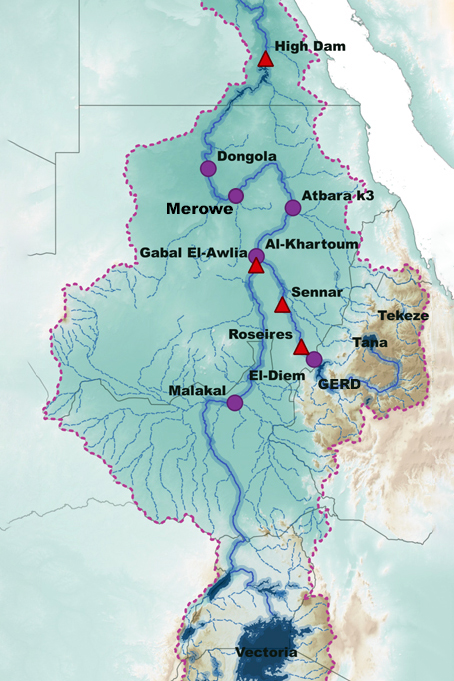 High Dam
Dongola
Merowe
Atbara k3
Al-Khartoum
Gabal El-Awlia
Sennar
Tekeze
Roseires
Tana
El-Diem
GERD
Malakal
Vectoria